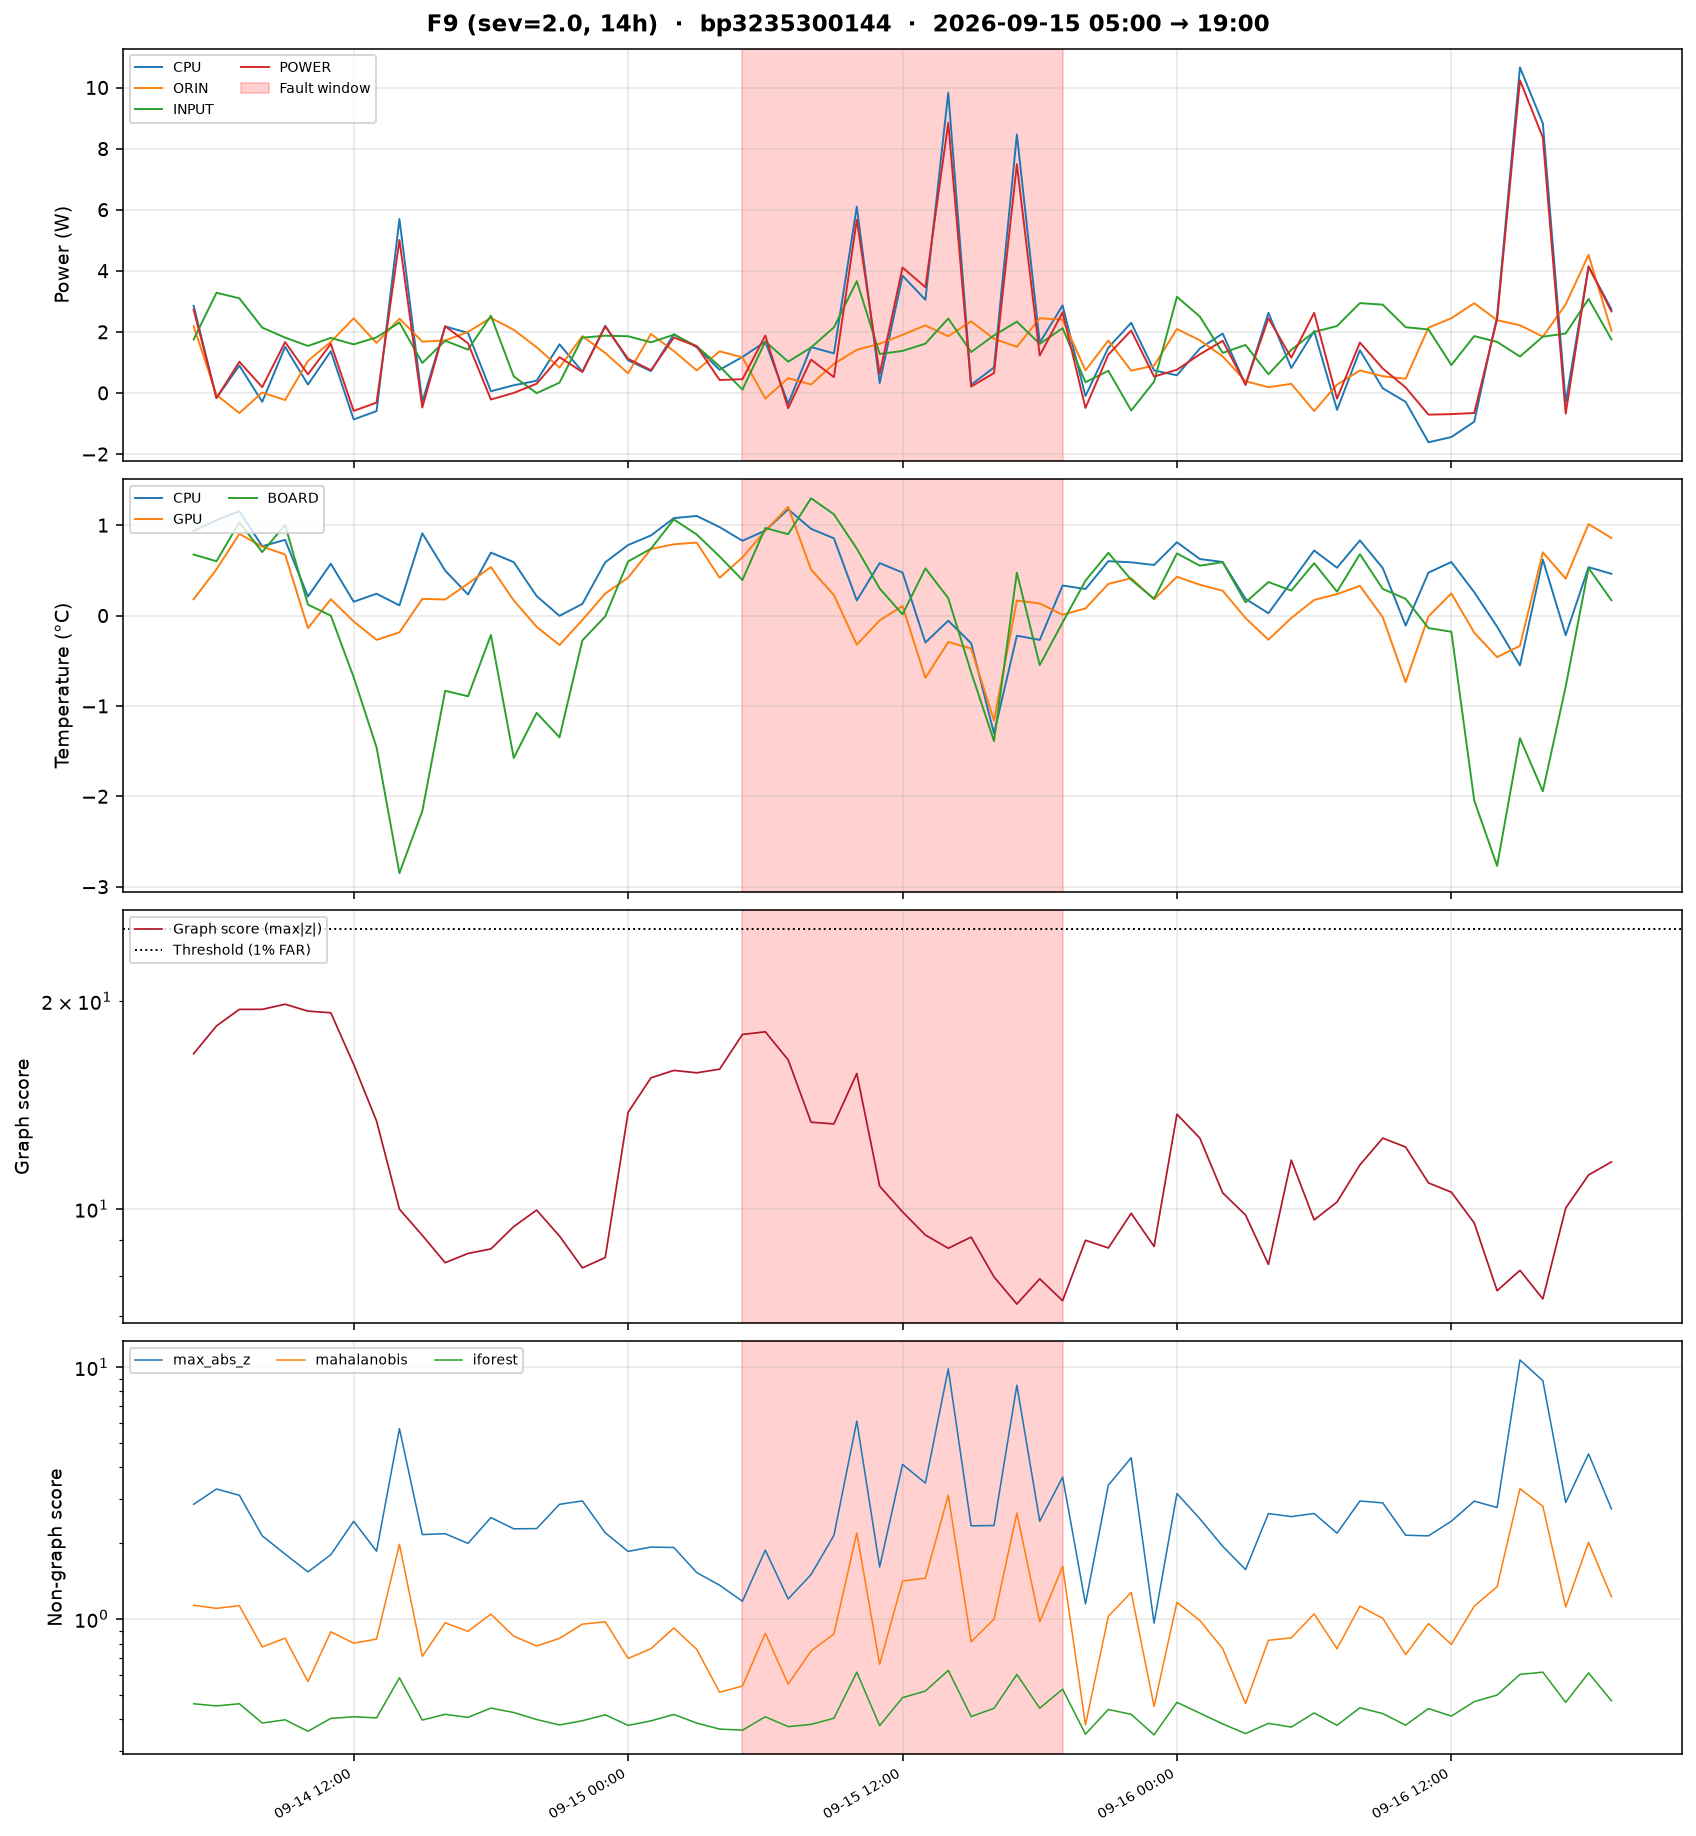 F9 (sev=2.0, 14h)  ·  bp3235300144  ·  2026-09-15 05:00 → 19:00
CPU
ORIN
INPUT
POWER
Fault window
Power (W)
10
8
6
4
2
0
−2
CPU
GPU
BOARD
Temperature (°C)
1
0
−1
−2
−3
Graph score (max|z|)
Threshold (1% FAR)
Graph score
2 × 10¹
10¹
max_abs_z
mahalanobis
iforest
Non-graph score
10¹
10⁰
09-14 12:00
09-15 00:00
09-15 12:00
09-16 00:00
09-16 12:00